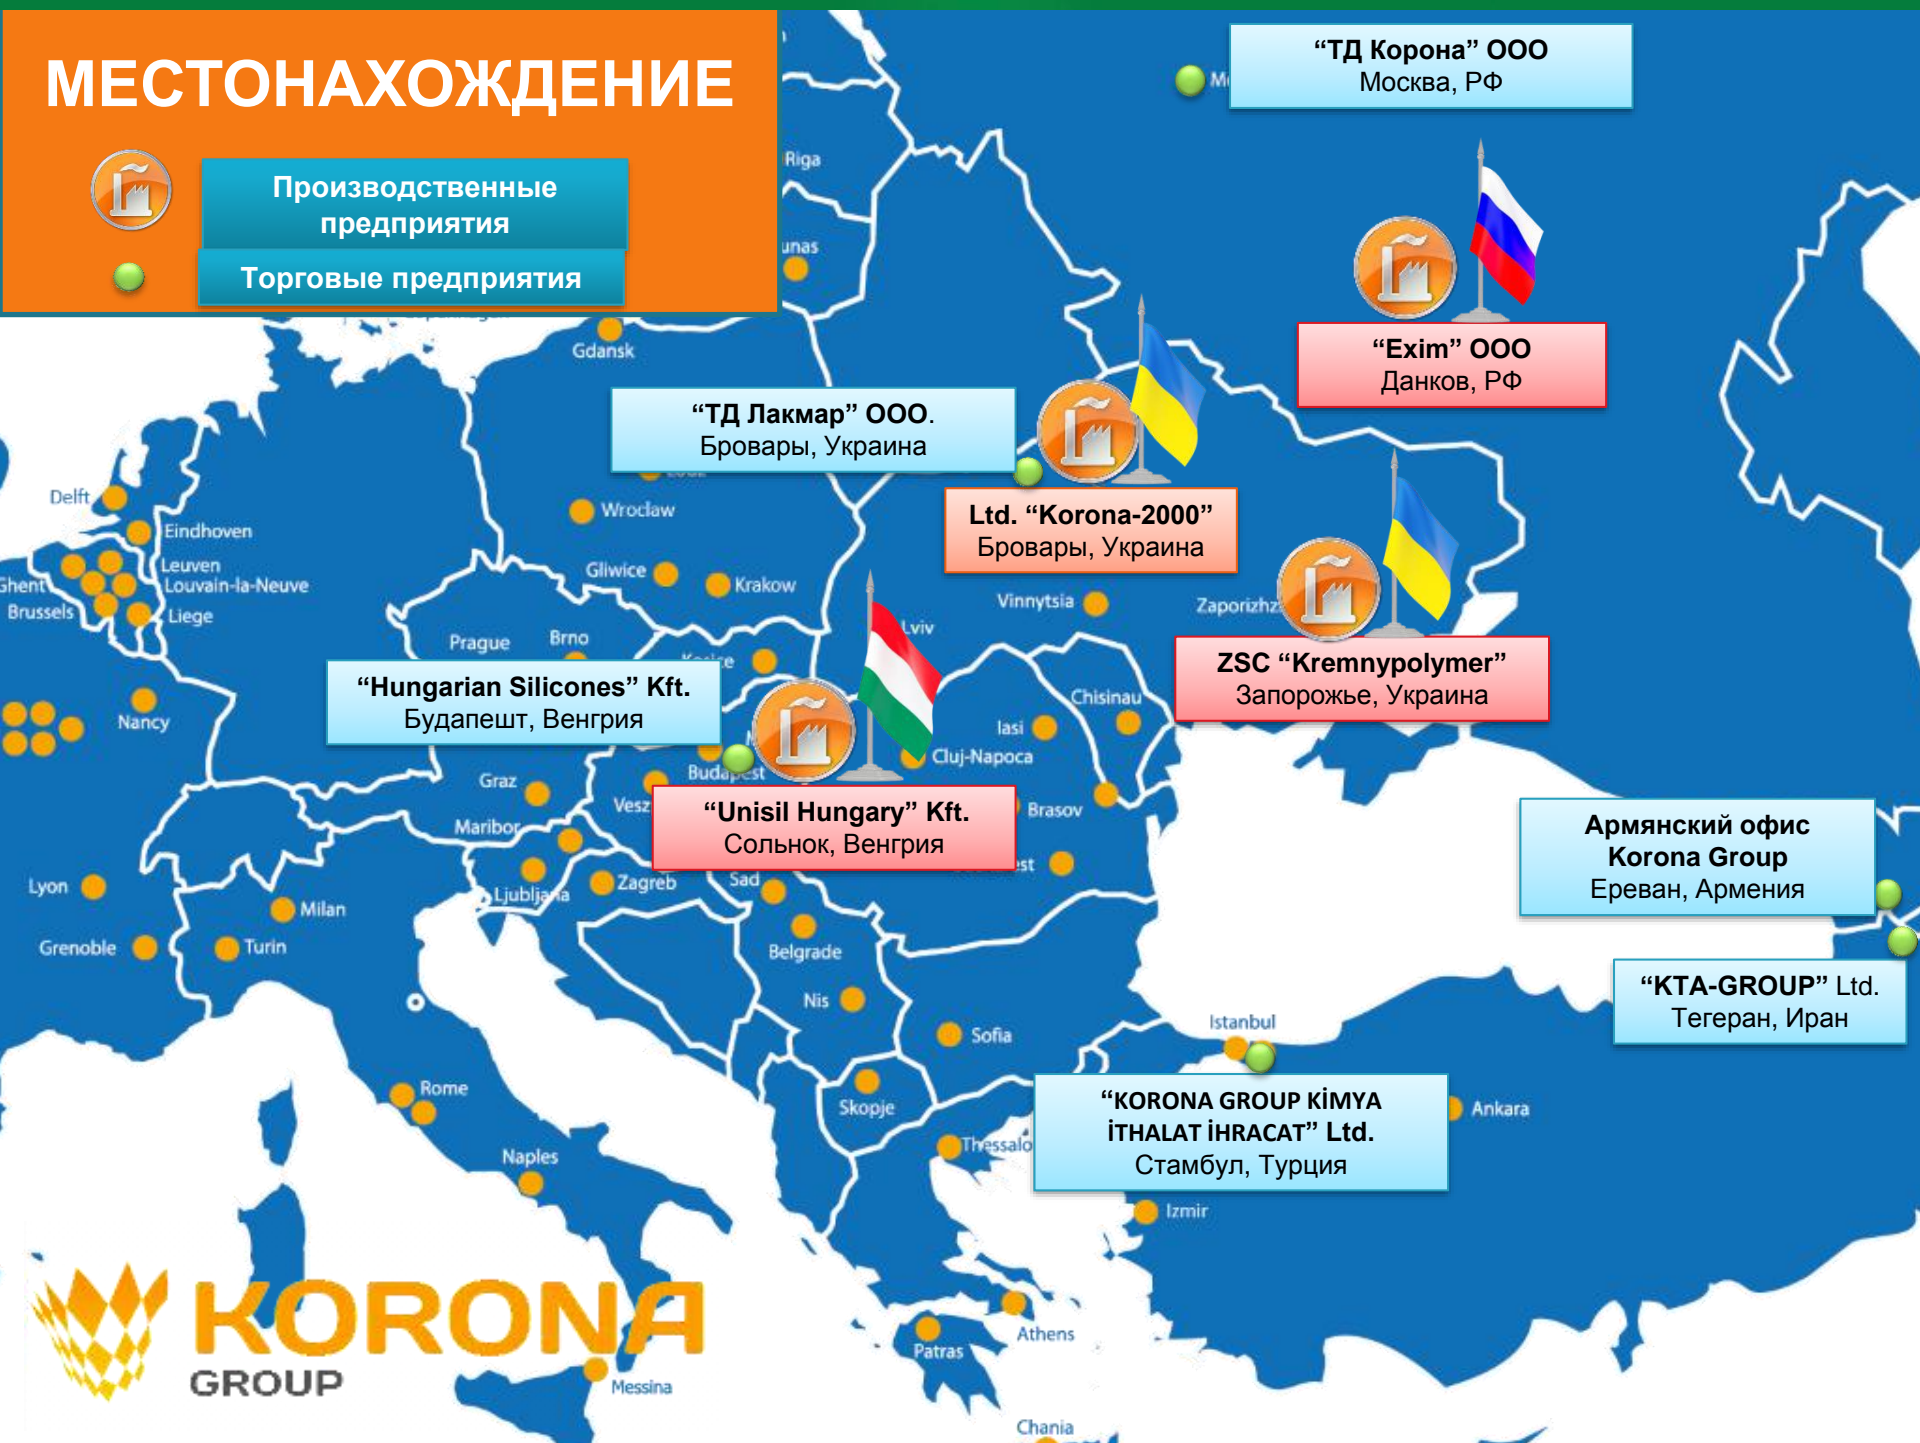 МЕСТОНАХОЖДЕНИЕ
Производственные
предприятия
Торговые предприятия
“ТД Корона” ООО
Москва, РФ
“Exim” ООО
Данков, РФ
“ТД Лакмар” ООО.
Бровары, Украина
Ltd. “Korona-2000”
Бровары, Украина
ZSC “Kremnypolymer”
Запорожье, Украина
“Hungarian Silicones” Kft.
Будапешт, Венгрия
“Unisil Hungary” Kft.
Сольнок, Венгрия
Армянский офис
Korona Group
Ереван, Армения
“KTA-GROUP” Ltd.
Тегеран, Иран
“KORONA GROUP KİMYA
İTHALAT İHRACAT” Ltd.
Стамбул, Турция
Riga
Gdansk
Delft
Eindhoven
Leuven
Louvain-la-Neuve
Ghent
Brussels
Liege
Nancy
Wroclaw
Gliwice
Krakow
Prague
Brno
Lviv
Vinnytsia
Chisinau
Iasi
Cluj-Napoca
Budapest
Graz
Maribor
Brasov
Ljubljana
Zagreb
Sad
Lyon
Milan
Grenoble
Turin
Belgrade
Nis
Sofia
Istanbul
Rome
Skopje
Ankara
Naples
Izmir
Athens
Patras
Messina
Chania
KORONA
GROUP